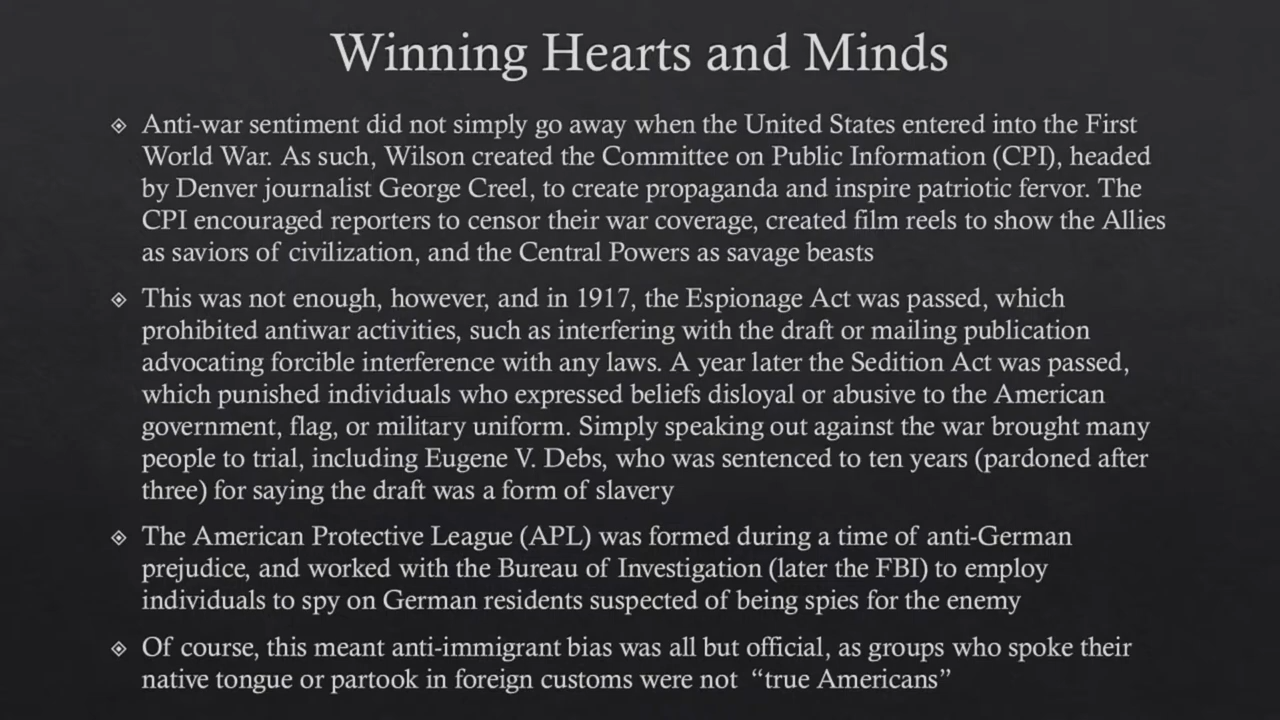 Winning Hearts and Minds
Anti-war sentiment did not simply go away when the United States entered into the First
World War. As such, Wilson created the Committee on Public Information (CPI), headed
by Denver journalist George Creel, to create propaganda and inspire patriotic fervor. The
CPI encouraged reporters to censor their war coverage, created film reels to show the Allies
as saviors of civilization, and the Central Powers as savage beasts
This was not enough, however, and in 1917, the Espionage Act was passed, which
prohibited antiwar activities, such as interfering with the draft or mailing publication
advocating forcible interference with any laws. A year later the Sedition Act was passed,
which punished individuals who expressed beliefs disloyal or abusive to the American
government, flag, or military uniform. Simply speaking out against the war brought many
people to trial, including Eugene V. Debs, who was sentenced to ten years (pardoned after
three) for saying the draft was a form of slavery
The American Protective League (APL) was formed during a time of anti-German
prejudice, and worked with the Bureau of Investigation (later the FBI) to employ
individuals to spy on German residents suspected of being spies for the enemy
Of course, this meant anti-immigrant bias was all but official, as groups who spoke their
native tongue or partook in foreign customs were not “true Americans”